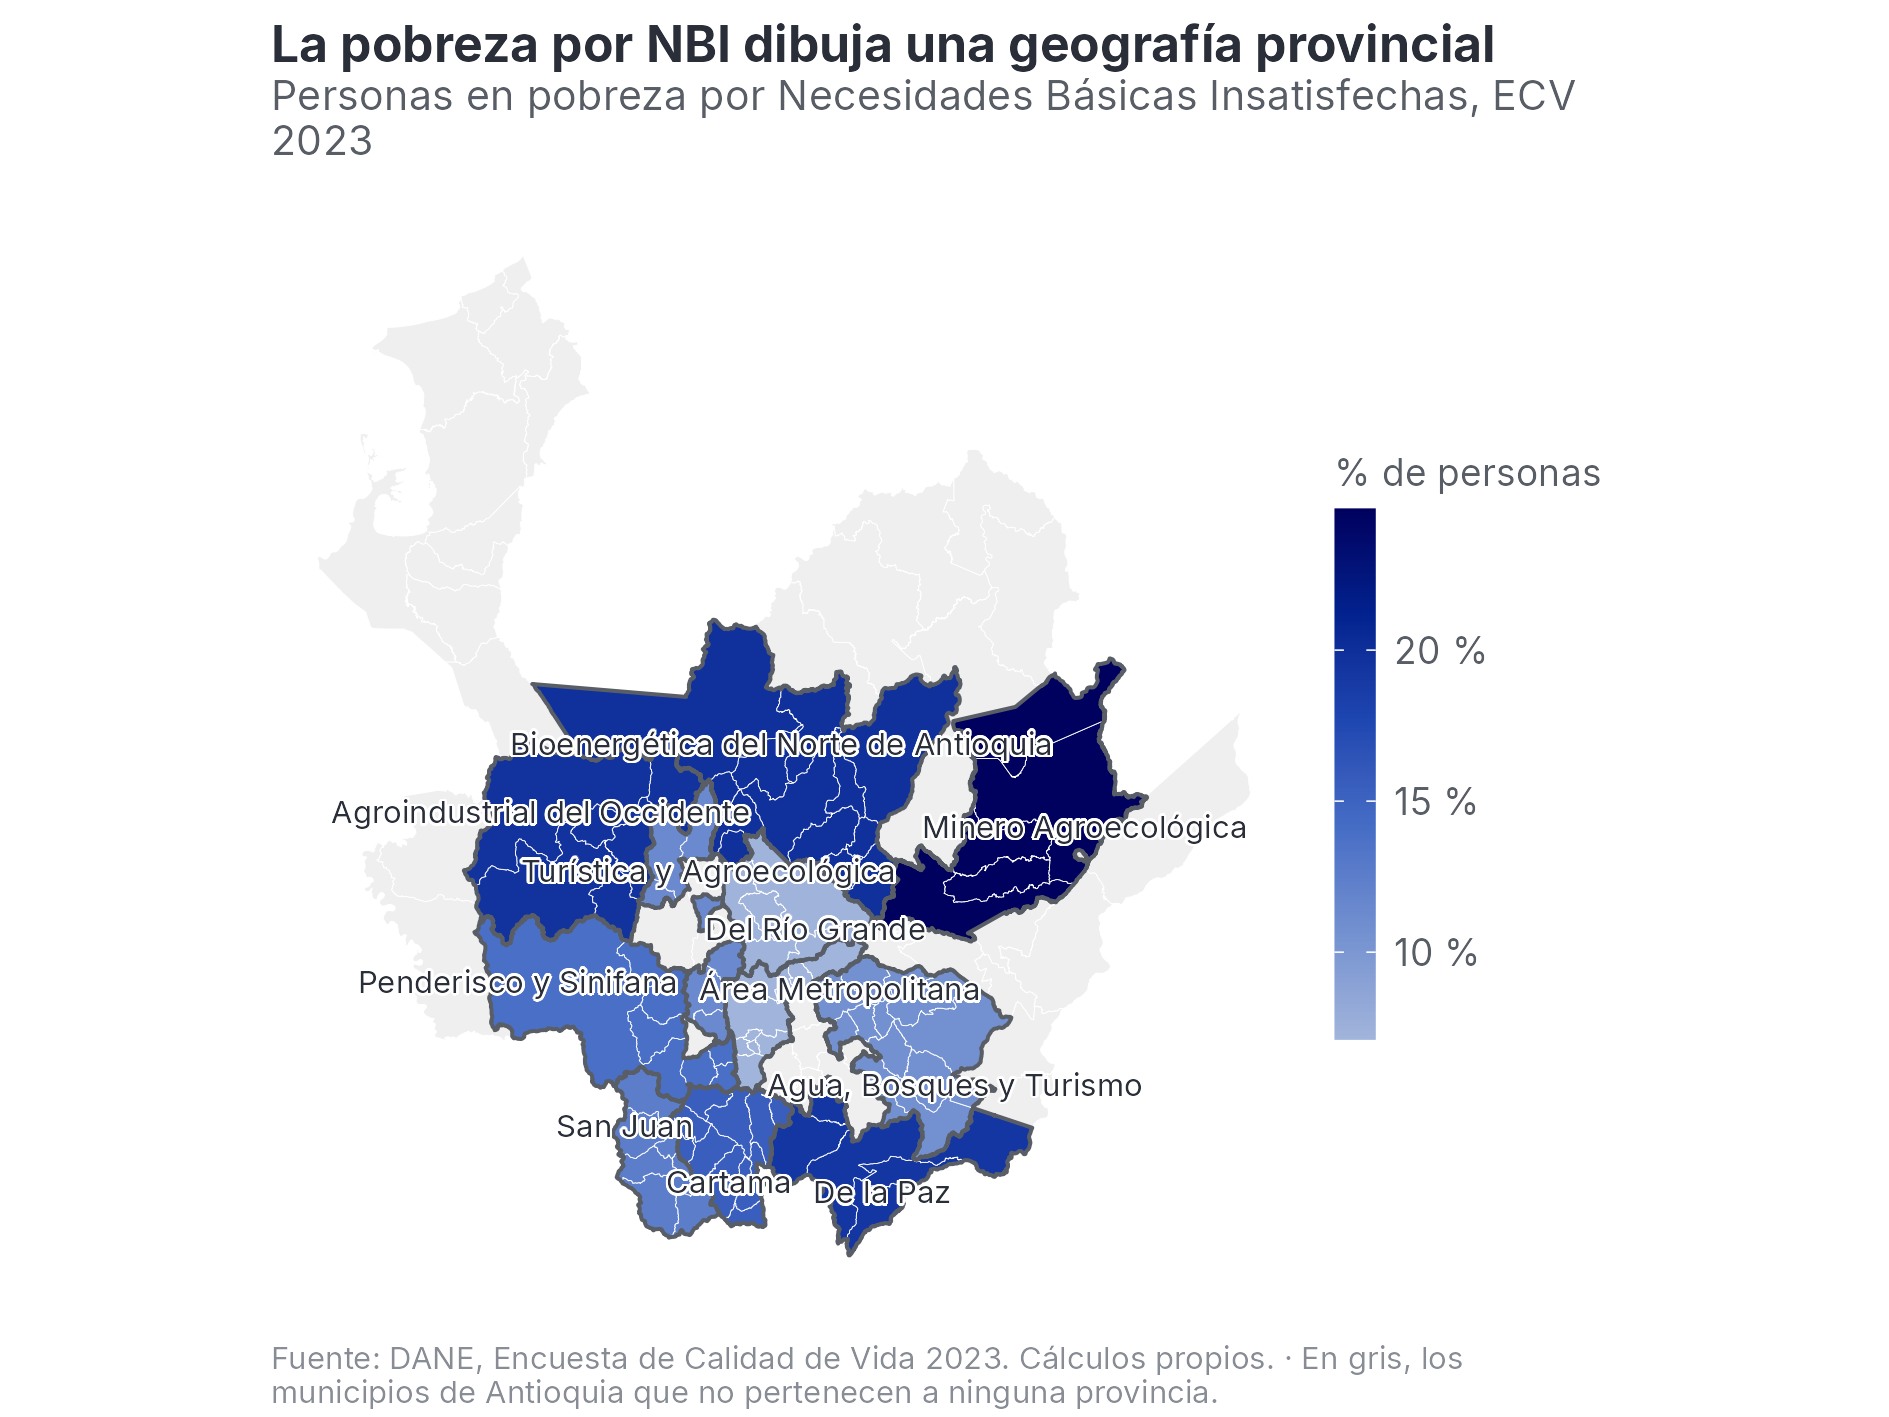 La pobreza por NBI dibuja una geografía provincial
Personas en pobreza por Necesidades Básicas Insatisfechas, ECV
2023
% de personas
20 %
15 %
10 %
Bioenergética del Norte de Antioquia
Agroindustrial del Occidente
Minero Agroecológica
Turística y Agroecológica
Del Río Grande
Penderisco y Sinifana
Área Metropolitana
Agua, Bosques y Turismo
San Juan
Cartama
De la Paz
Fuente: DANE, Encuesta de Calidad de Vida 2023. Cálculos propios. · En gris, los
municipios de Antioquia que no pertenecen a ninguna provincia.